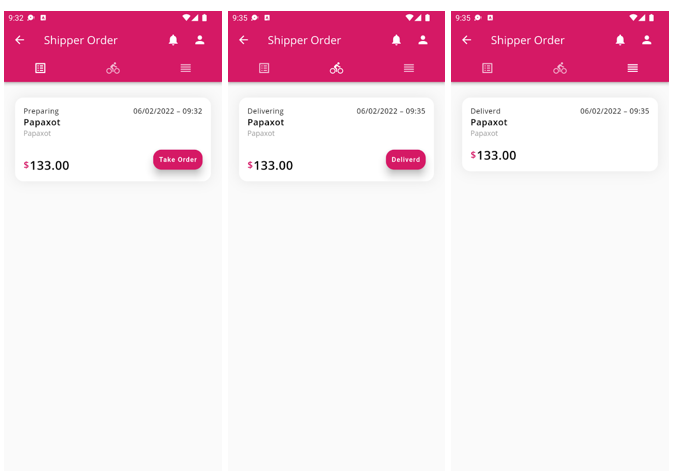 9:32
Shipper Order
Preparing 06/02/2022 – 09:32
Papaxot
Papaxot
$133.00 Take Order
9:35
Shipper Order
Delivering 06/02/2022 – 09:35
Papaxot
Papaxot
$133.00 Deliverd
9:35
Shipper Order
Deliverd 06/02/2022 – 09:35
Papaxot
Papaxot
$133.00